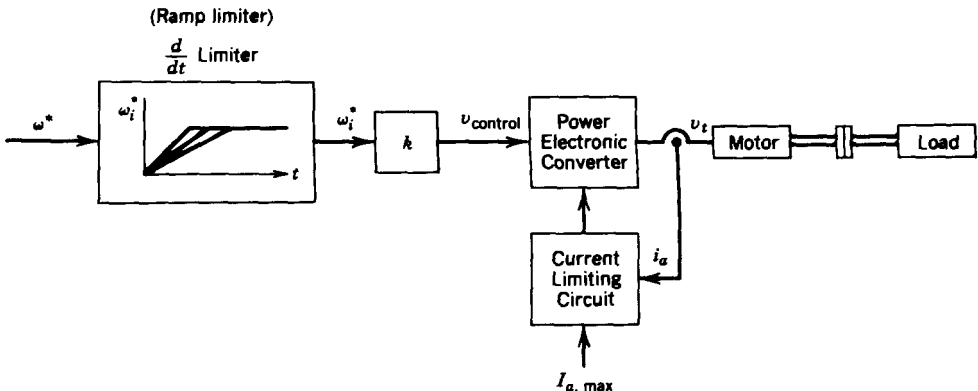 (Ramp limiter)
d/dt Limiter
ω*
ω_i*
t
ω_i*
k
v_control
Power
Electronic
Converter
v_t
Motor
Load
i_a
Current
Limiting
Circuit
I_a, max